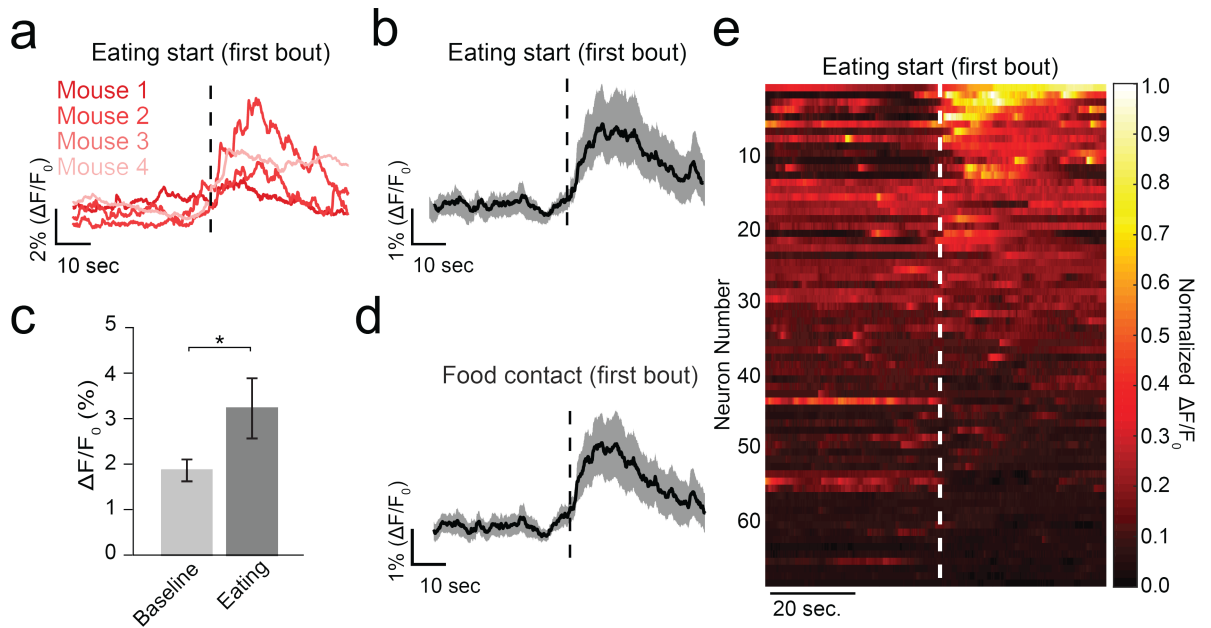 a
Eating start (first bout)
Mouse 1
Mouse 2
Mouse 3
Mouse 4
2% (ΔF/F0)
10 sec
b
Eating start (first bout)
1% (ΔF/F0)
10 sec
c
ΔF/F0 (%)
5
4
3
2
1
0
*
Baseline
Eating
d
Food contact (first bout)
1% (ΔF/F0)
10 sec
e
Eating start (first bout)
Neuron Number
10
20
30
40
50
60
20 sec.
1.0
0.9
0.8
0.7
0.6
0.5
0.4
0.3
0.2
0.1
0.0
Normalized ΔF/F0